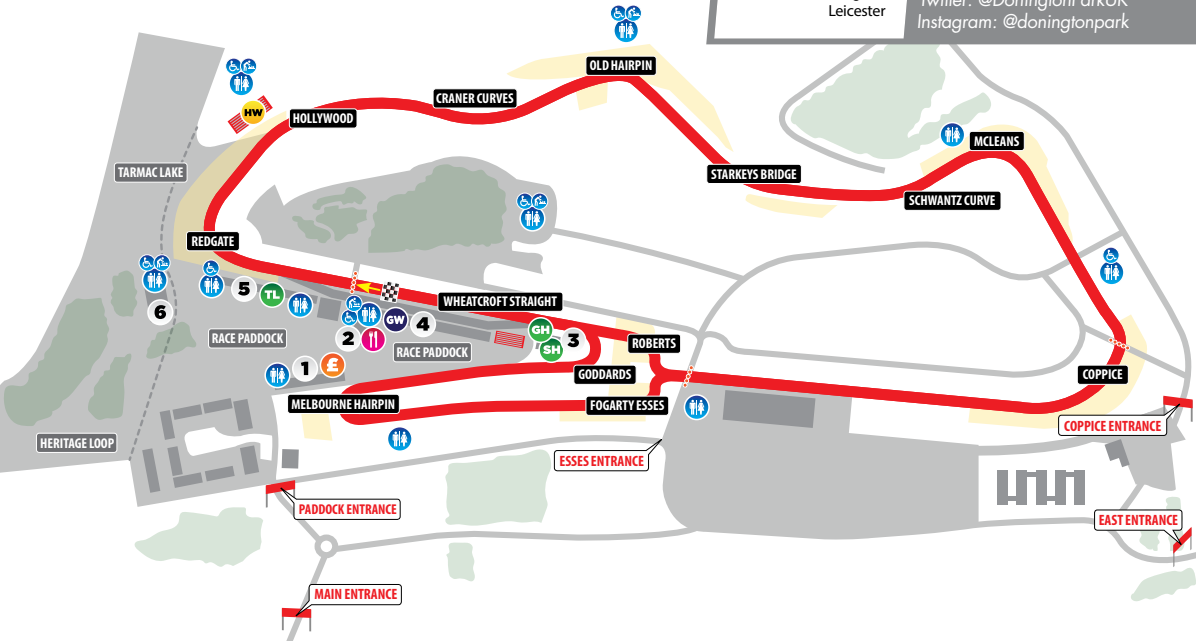 Leicester
Instagram: @doningtonpark
OLD HAIRPIN
CRANER CURVES
HW
HOLLYWOOD
MCLEANS
TARMAC LAKE
STARKEYS BRIDGE
SCHWANTZ CURVE
REDGATE
5
TL
WHEATCROFT STRAIGHT
6
GW
4
GH
RACE PADDOCK
2
3
SH
ROBERTS
RACE PADDOCK
1
£
GODDARDS
COPPICE
MELBOURNE HAIRPIN
FOGARTY ESSES
COPPICE ENTRANCE
HERITAGE LOOP
ESSES ENTRANCE
PADDOCK ENTRANCE
EAST ENTRANCE
MAIN ENTRANCE